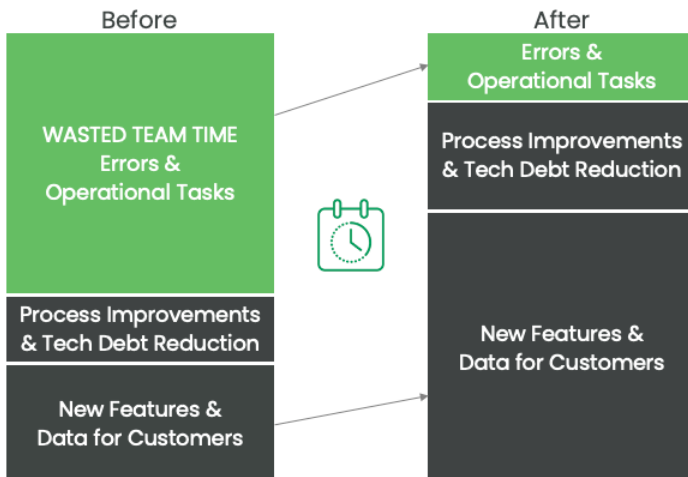 Before
WASTED TEAM TIME
Errors &
Operational Tasks
Process Improvements
& Tech Debt Reduction
New Features &
Data for Customers
After
Errors &
Operational Tasks
Process Improvements
& Tech Debt Reduction
New Features &
Data for Customers